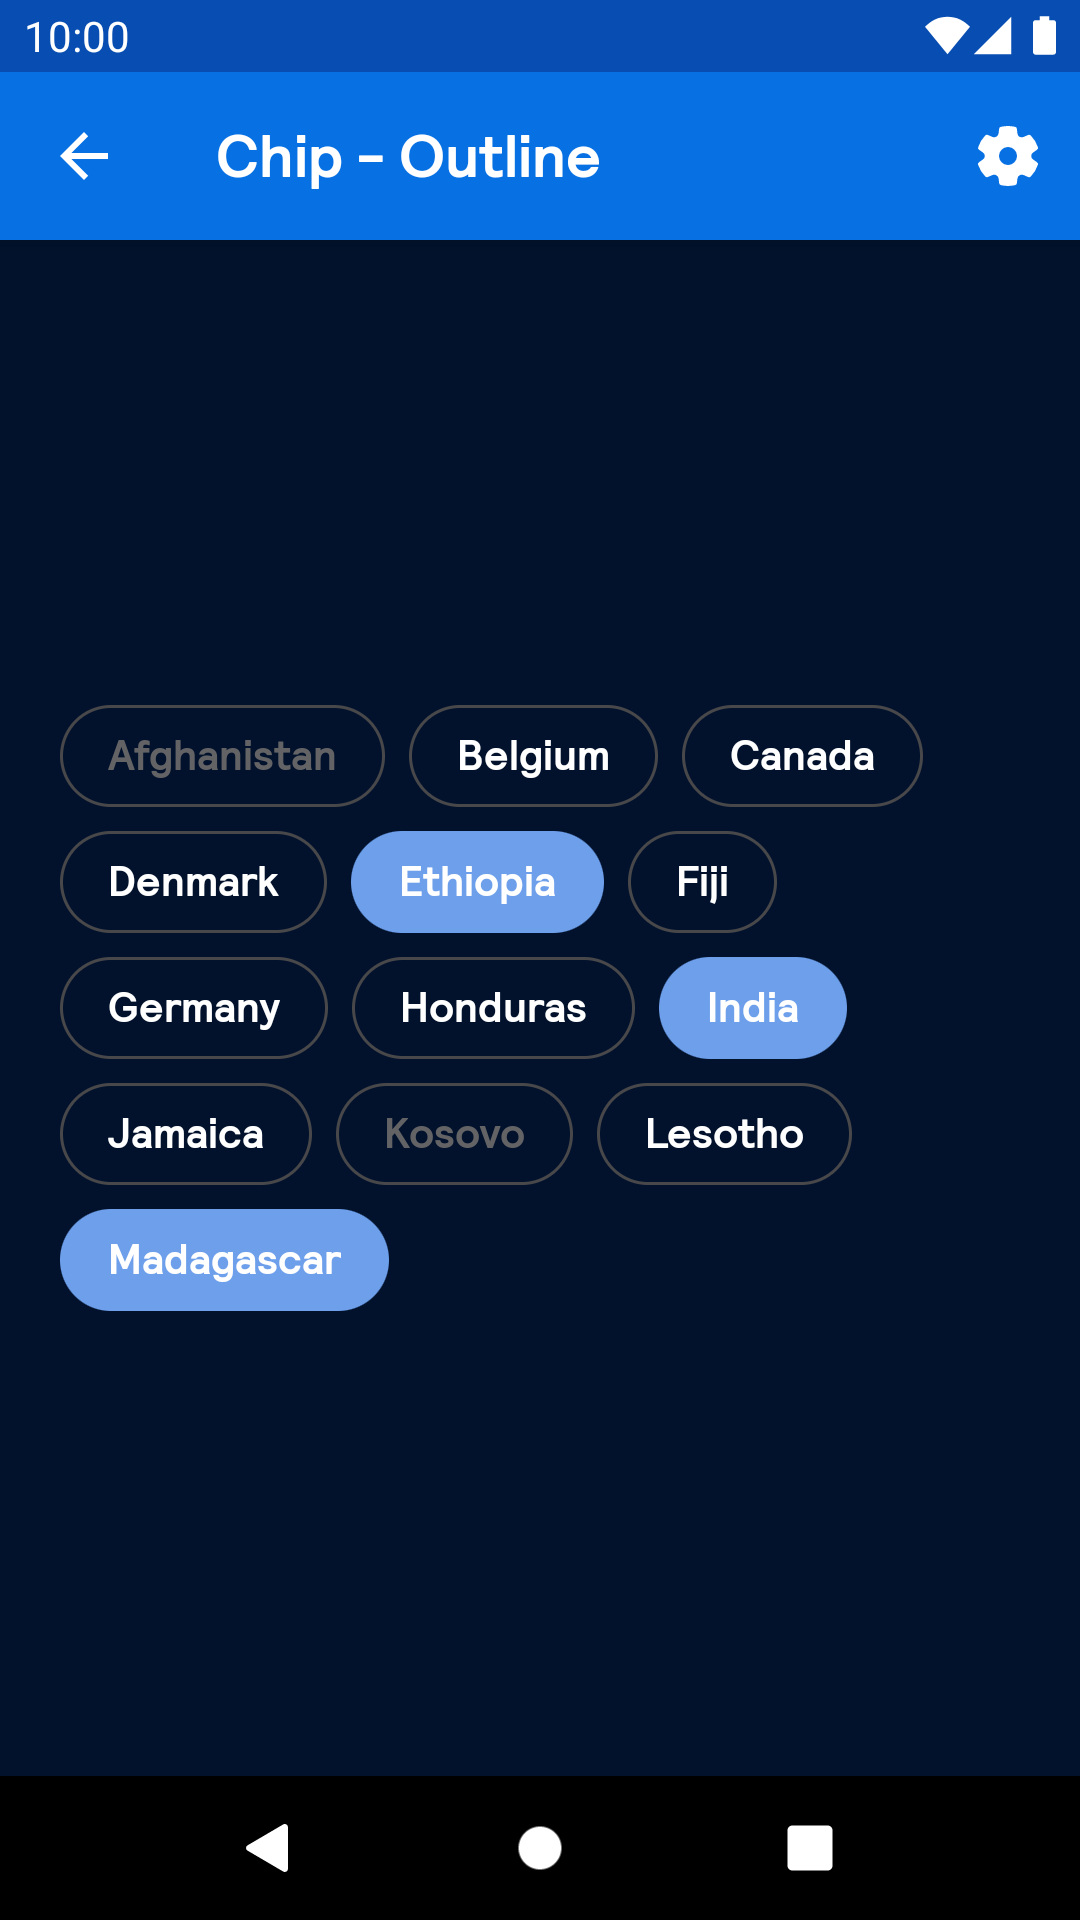 10:00
Chip - Outline
Afghanistan Belgium Canada
Denmark Ethiopia Fiji
Germany Honduras India
Jamaica Kosovo Lesotho
Madagascar